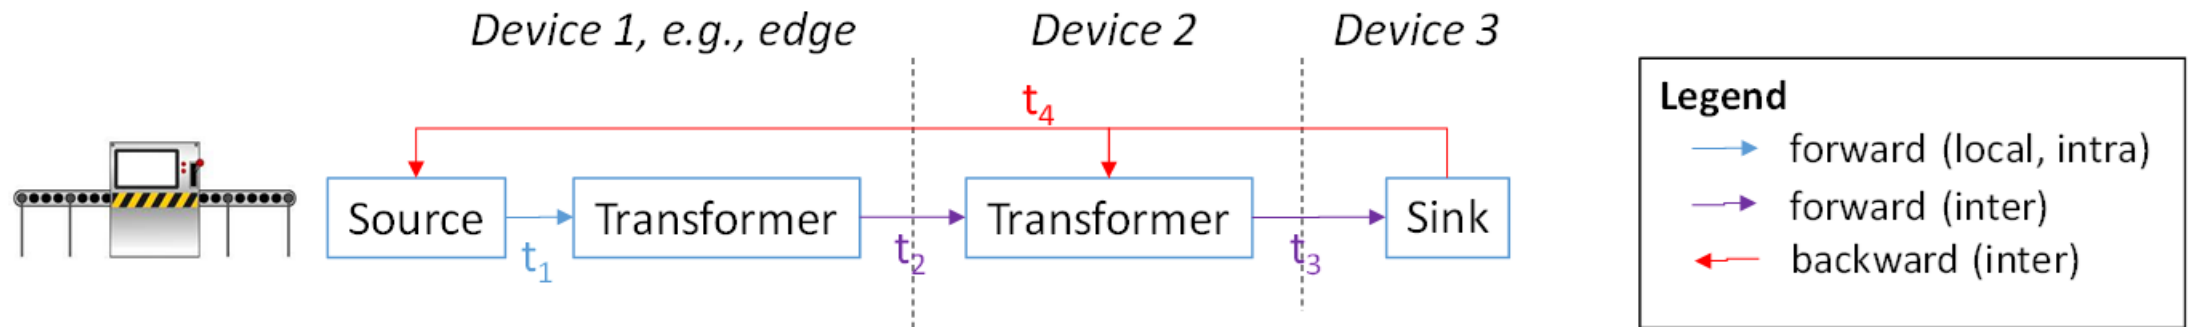 Device 1, e.g., edge
Device 2
Device 3
t4
Source
Transformer
Transformer
Sink
t1
t2
t3
Legend
forward (local, intra)
forward (inter)
backward (inter)